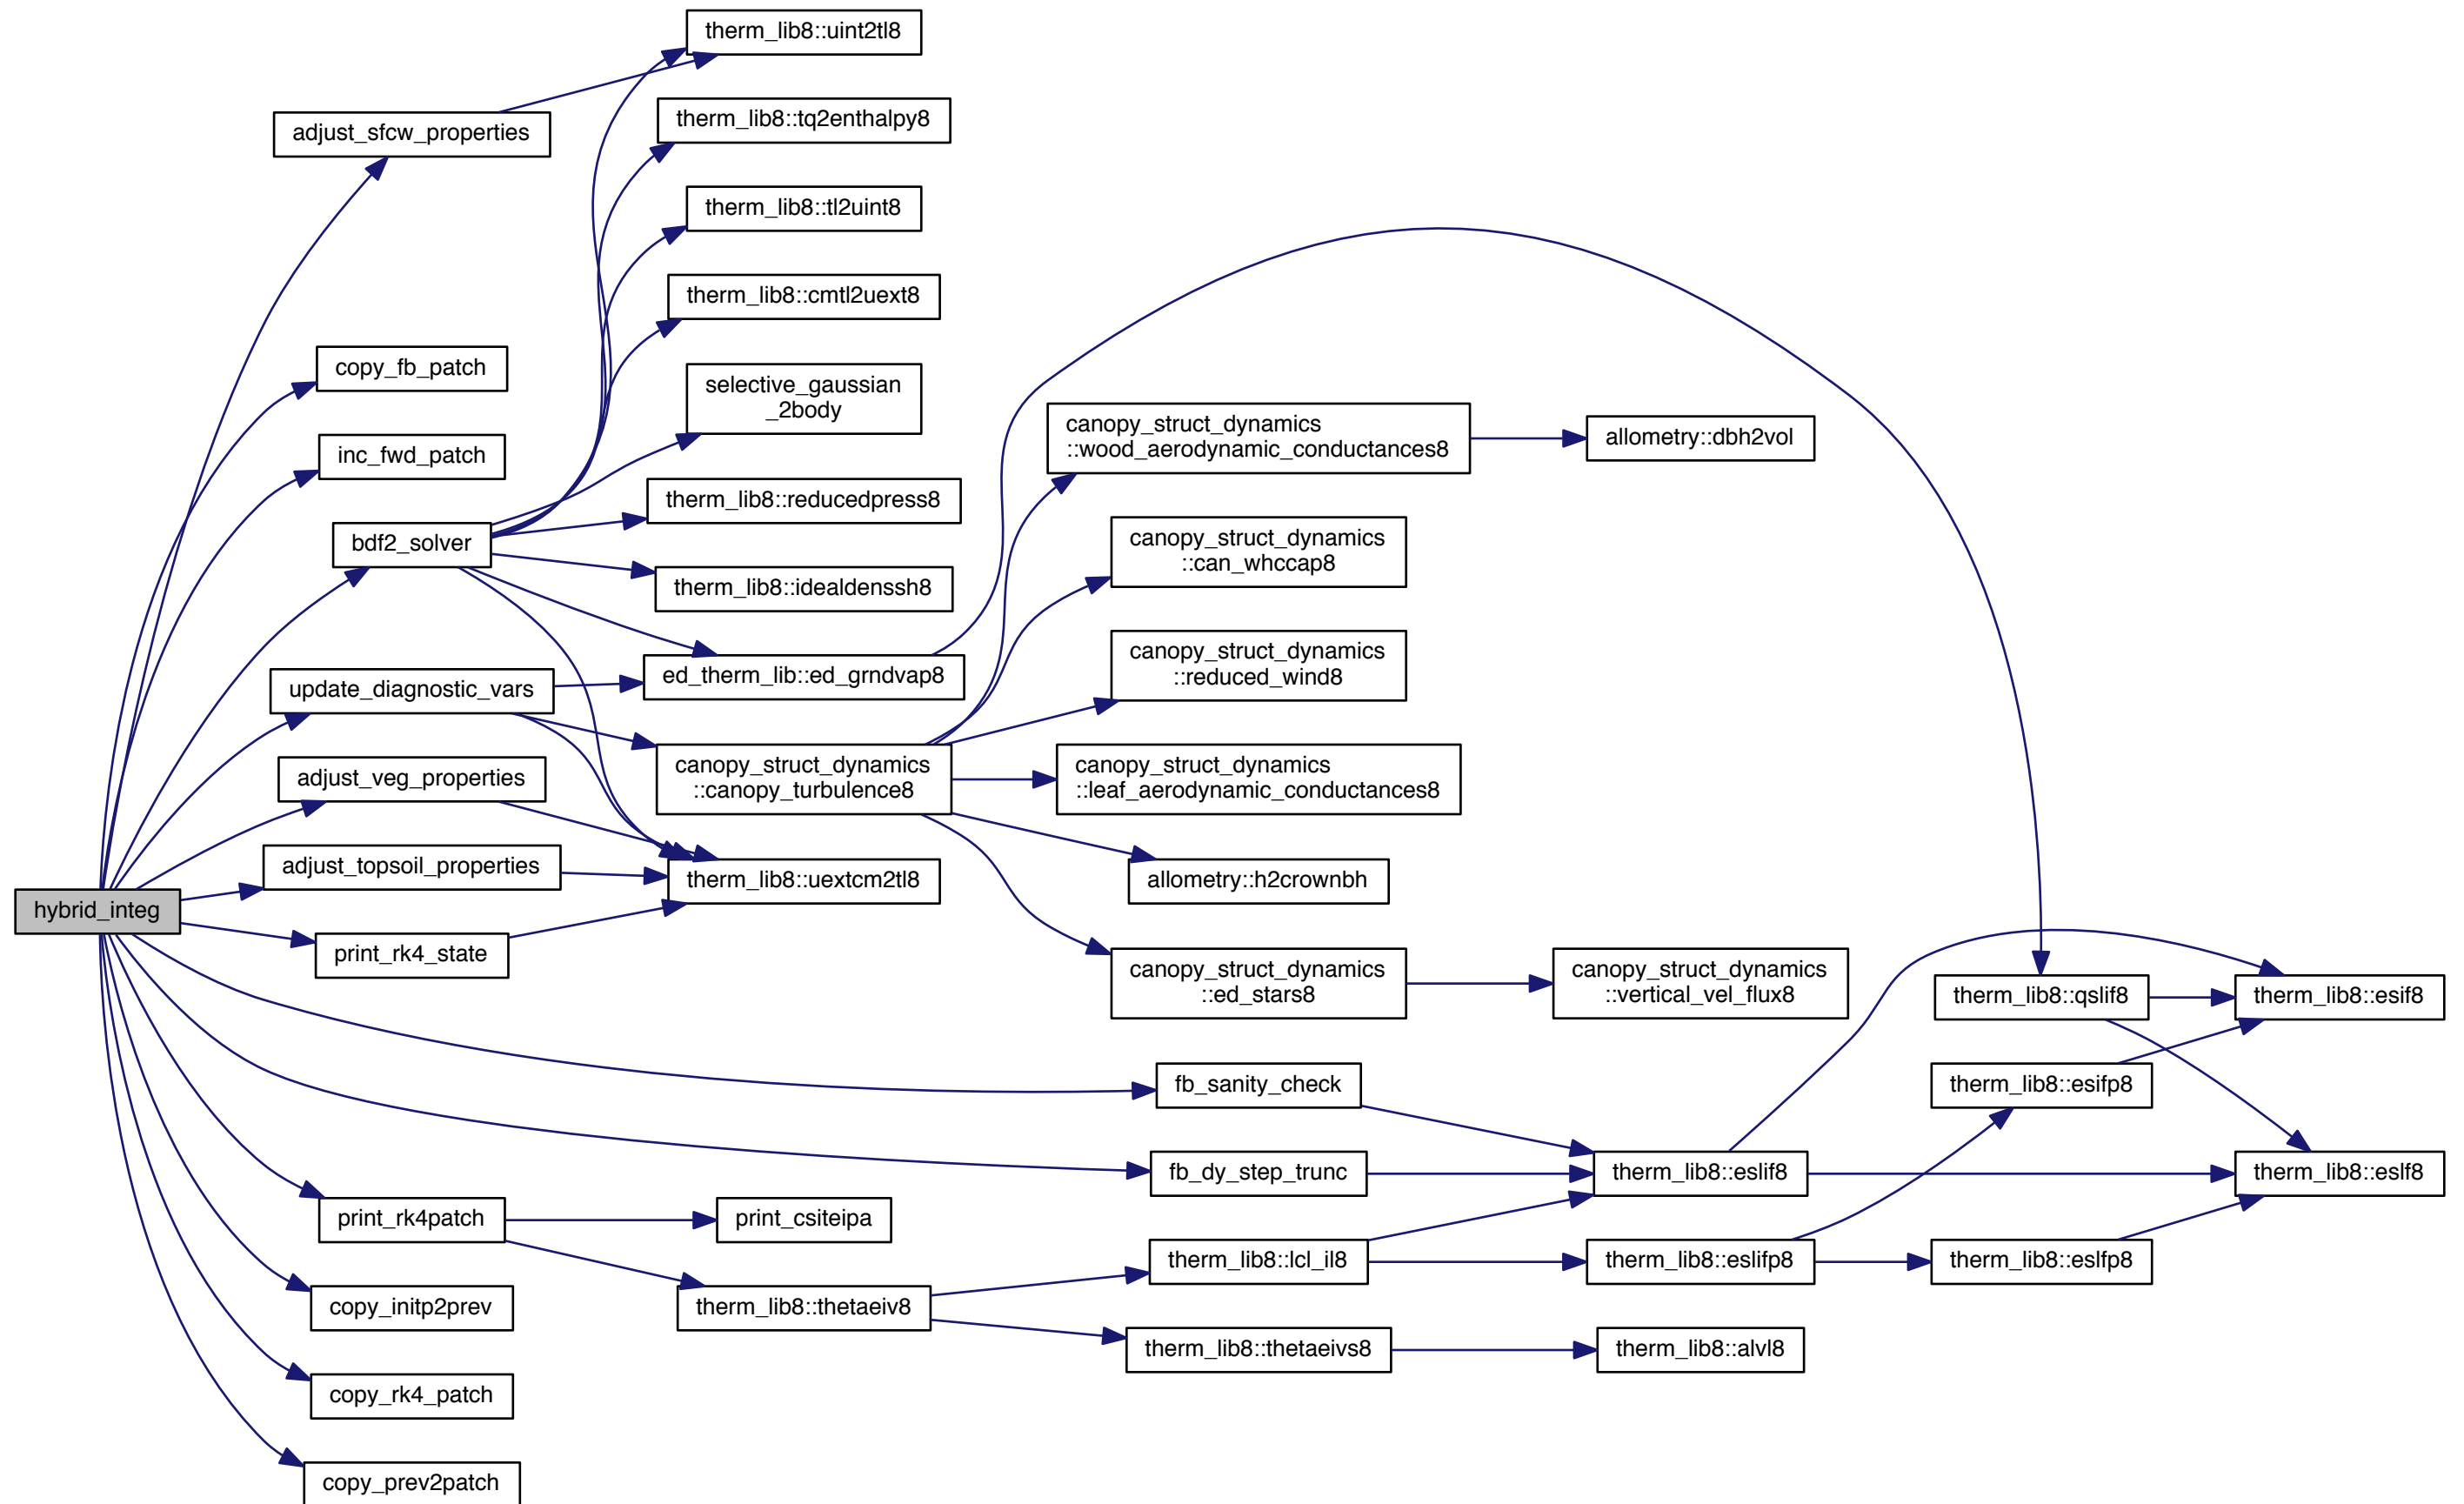 therm_lib8::uint2tl8
adjust_sfcw_properties
therm_lib8::tq2enthalpy8
therm_lib8::tl2uint8
therm_lib8::cmtl2uext8
copy_fb_patch
selective_gaussian
_2body
inc_fwd_patch
canopy_struct_dynamics
::wood_aerodynamic_conductances8
allometry::dbh2vol
therm_lib8::reducedpress8
bdf2_solver
canopy_struct_dynamics
::can_whccap8
therm_lib8::idealdenssh8
update_diagnostic_vars
ed_therm_lib::ed_grndvap8
canopy_struct_dynamics
::reduced_wind8
adjust_veg_properties
canopy_struct_dynamics
::canopy_turbulence8
canopy_struct_dynamics
::leaf_aerodynamic_conductances8
adjust_topsoil_properties
therm_lib8::uextcm2tl8
allometry::h2crownbh
hybrid_integ
print_rk4_state
canopy_struct_dynamics
::ed_stars8
canopy_struct_dynamics
::vertical_vel_flux8
therm_lib8::qslif8
therm_lib8::esif8
fb_sanity_check
therm_lib8::esifp8
fb_dy_step_trunc
therm_lib8::eslif8
therm_lib8::eslf8
print_rk4patch
print_csiteipa
therm_lib8::lcl_il8
therm_lib8::eslifp8
therm_lib8::eslfp8
copy_initp2prev
therm_lib8::thetaeiv8
therm_lib8::thetaeivs8
therm_lib8::alvl8
copy_rk4_patch
copy_prev2patch